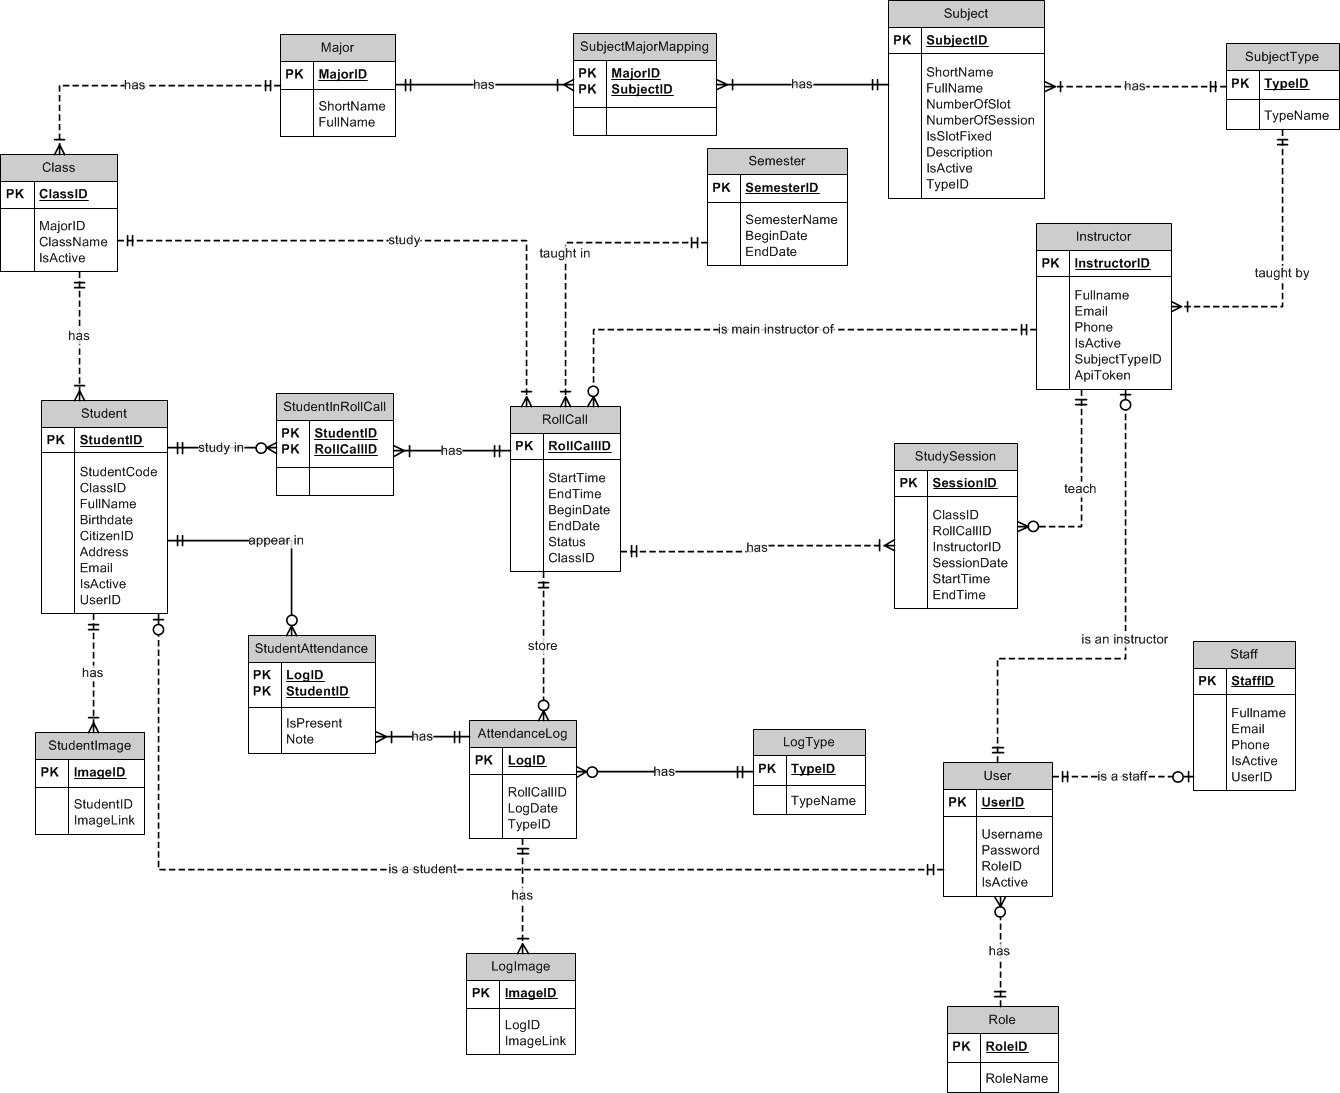 Subject
PK SubjectID
ShortName
FullName
NumberOfSlot
NumberOfSession
IsSlotFixed
Description
IsActive
TypeID
Major
PK MajorID
ShortName
FullName
SubjectMajorMapping
PK MajorID
PK SubjectID
SubjectType
PK TypeID
TypeName
has
has
has
has
Class
PK ClassID
MajorID
ClassName
IsActive
Semester
PK SemesterID
SemesterName
BeginDate
EndDate
study
taught in
Instructor
PK InstructorID
Fullname
Email
Phone
IsActive
SubjectTypeID
ApiToken
taught by
has
is main instructor of
Student
PK StudentID
StudentCode
ClassID
FullName
Birthdate
CitizenID
Address
Email
IsActive
UserID
StudentInRollCall
PK StudentID
PK RollCallID
RollCall
PK RollCallID
StartTime
EndTime
BeginDate
EndDate
Status
ClassID
study in
has
StudySession
PK SessionID
ClassID
RollCallID
InstructorID
SessionDate
StartTime
EndTime
teach
appear in
has
store
is an instructor
StudentAttendance
PK LogID
PK StudentID
IsPresent
Note
Staff
PK StaffID
Fullname
Email
Phone
IsActive
UserID
has
StudentImage
PK ImageID
StudentID
ImageLink
has
AttendanceLog
PK LogID
RollCallID
LogDate
TypeID
has
LogType
PK TypeID
TypeName
User
PK UserID
Username
Password
RoleID
IsActive
is a staff
is a student
has
LogImage
PK ImageID
LogID
ImageLink
has
Role
PK RoleID
RoleName